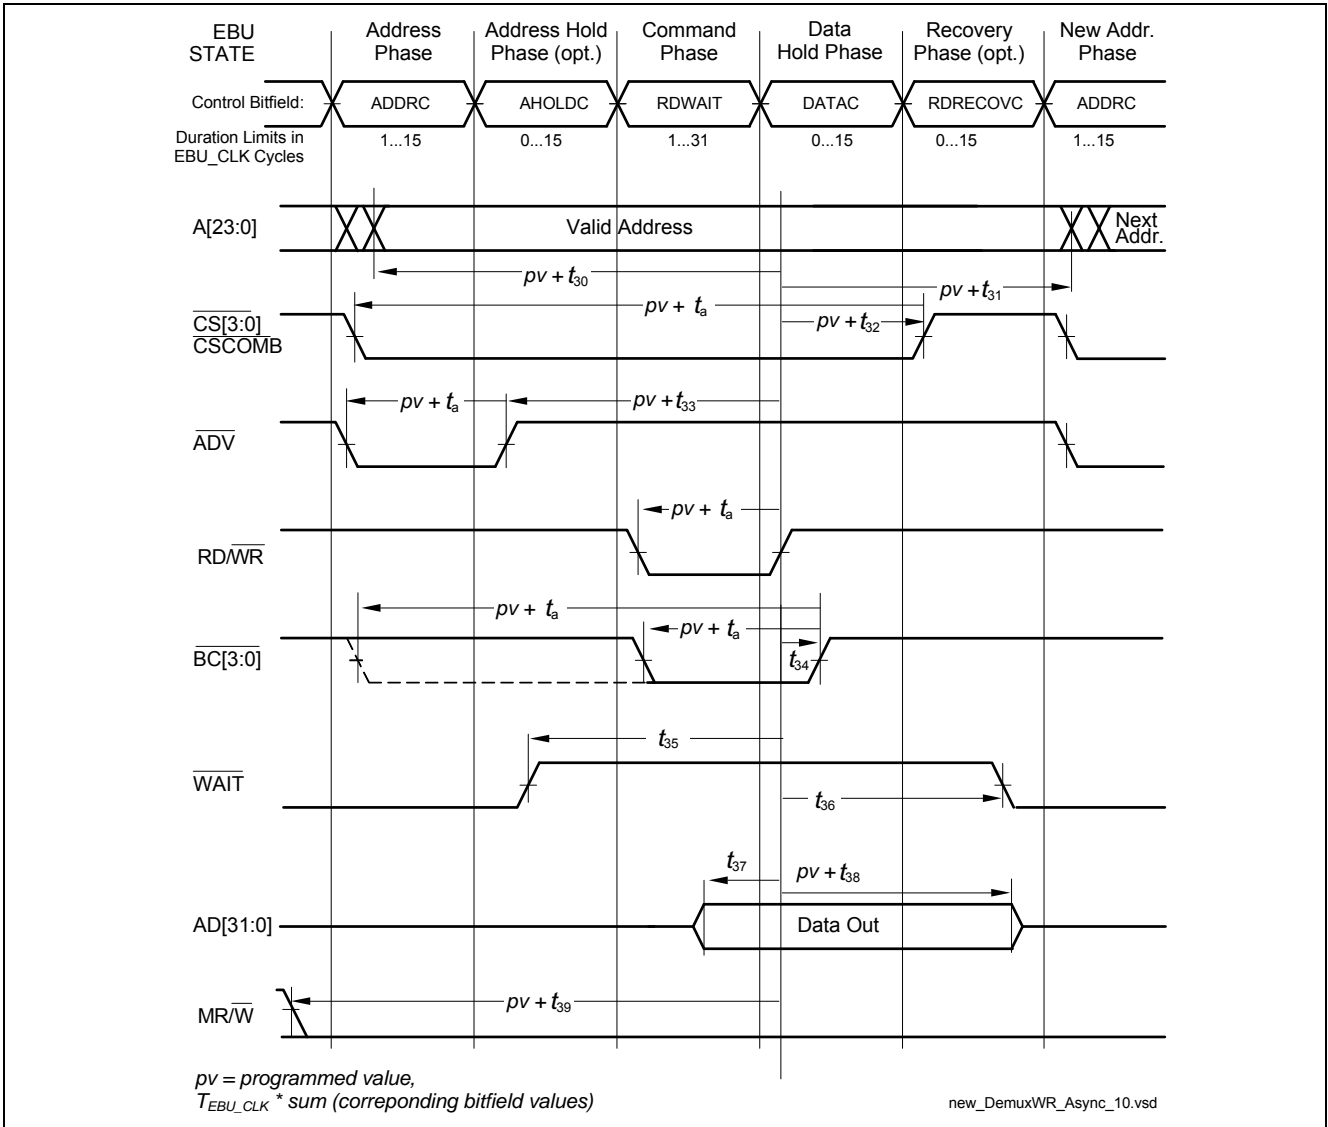 EBU STATE
Address Phase
Address Hold Phase (opt.)
Command Phase
Data Hold Phase
Recovery Phase (opt.)
New Addr. Phase
Control Bitfield: ADDRC AHOLDC RDWAIT DATAC RDRECOVC ADDRC
Duration Limits in EBU_CLK Cycles
1...15 0...15 1...31 0...15 0...15 1...15
A[23:0] Valid Address Next Addr.
pv + t30
pv + t31
pv + ta
CS[3:0]
CSCOMB
pv + t32
pv + ta
pv + t33
ADV
pv + ta
RD/WR
pv + ta
pv + ta
BC[3:0]
t34
t35
WAIT
t36
t37
pv + t38
AD[31:0] Data Out
MR/W
pv + t39
pv = programmed value,
TEBU_CLK * sum (correponding bitfield values)
new_DemuxWR_Async_10.vsd